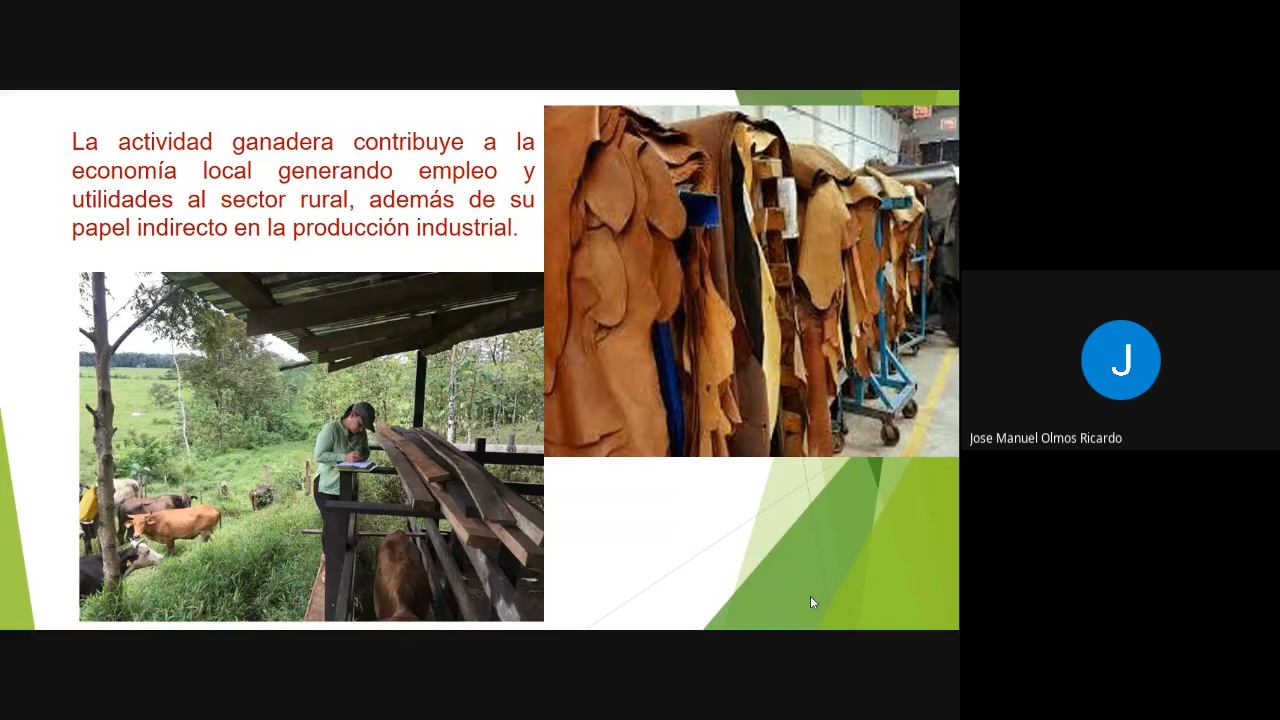 La actividad ganadera contribuye a la
economía local generando empleo y
utilidades al sector rural, además de su
papel indirecto en la producción industrial.
J
Jose Manuel Olmos Ricardo